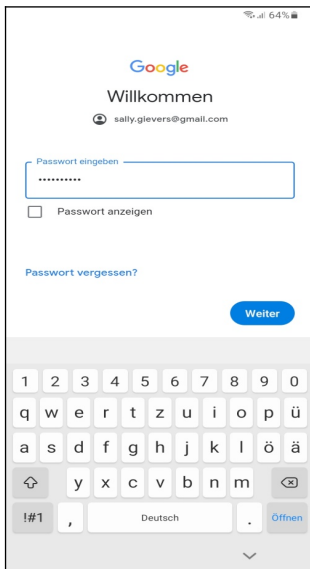 64%
Google
Willkommen
sally.gievers@gmail.com
Passwort eingeben
••••••••••
Passwort anzeigen
Passwort vergessen?
Weiter
1 2 3 4 5 6 7 8 9 0
q w e r t z u i o p ü
a s d f g h j k l ö ä
y x c v b n m
!#1 , Deutsch . Öffnen